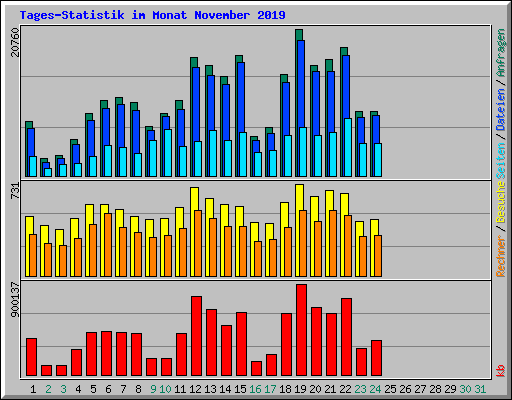 Tages-Statistik im Monat November 2019
20760
731
900137
Rechner / Besuche Seiten / Dateien / Anfragen
kb
1 2 3 4 5 6 7 8 9 10 11 12 13 14 15 16 17 18 19 20 21 22 23 24 25 26 27 28 29 30 31